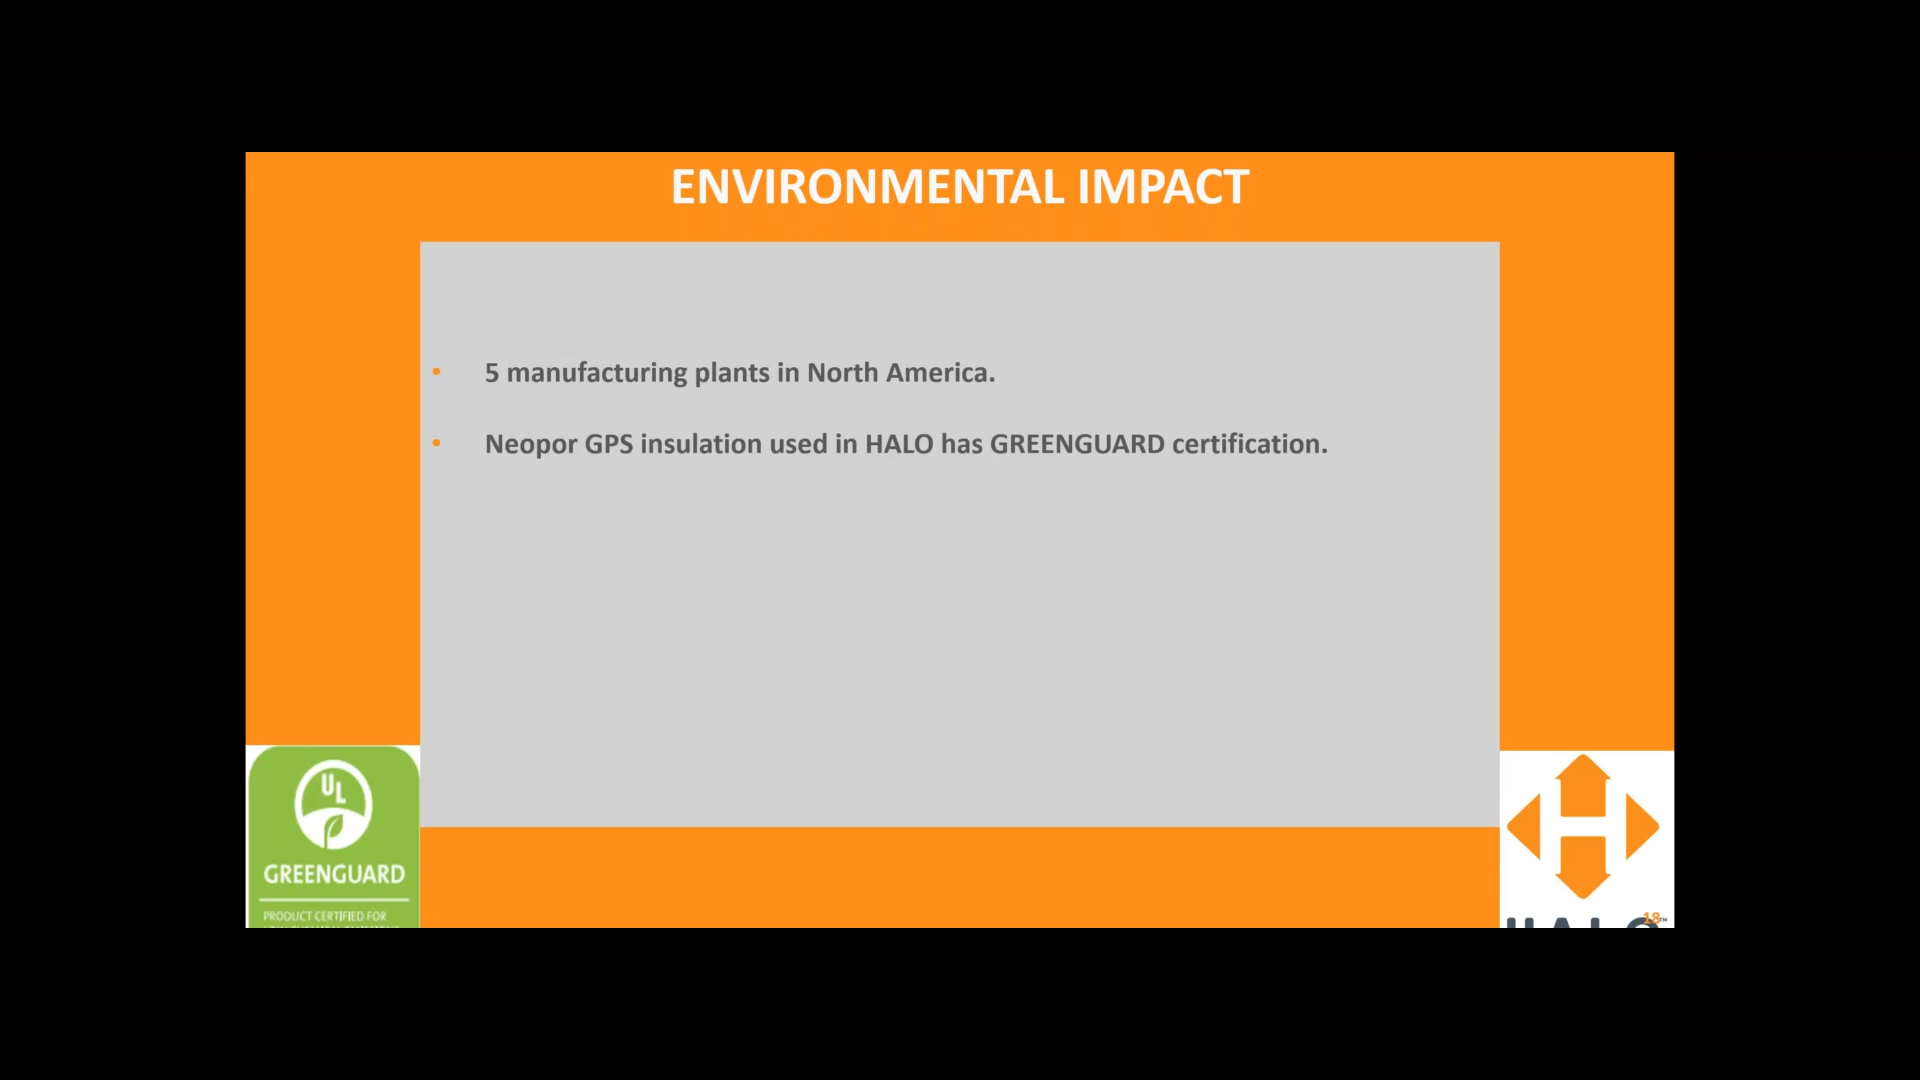 ENVIRONMENTAL IMPACT
• 5 manufacturing plants in North America.
• Neopor GPS insulation used in HALO has GREENGUARD certification.
UL
GREENGUARD
PRODUCT CERTIFIED FOR
H
18